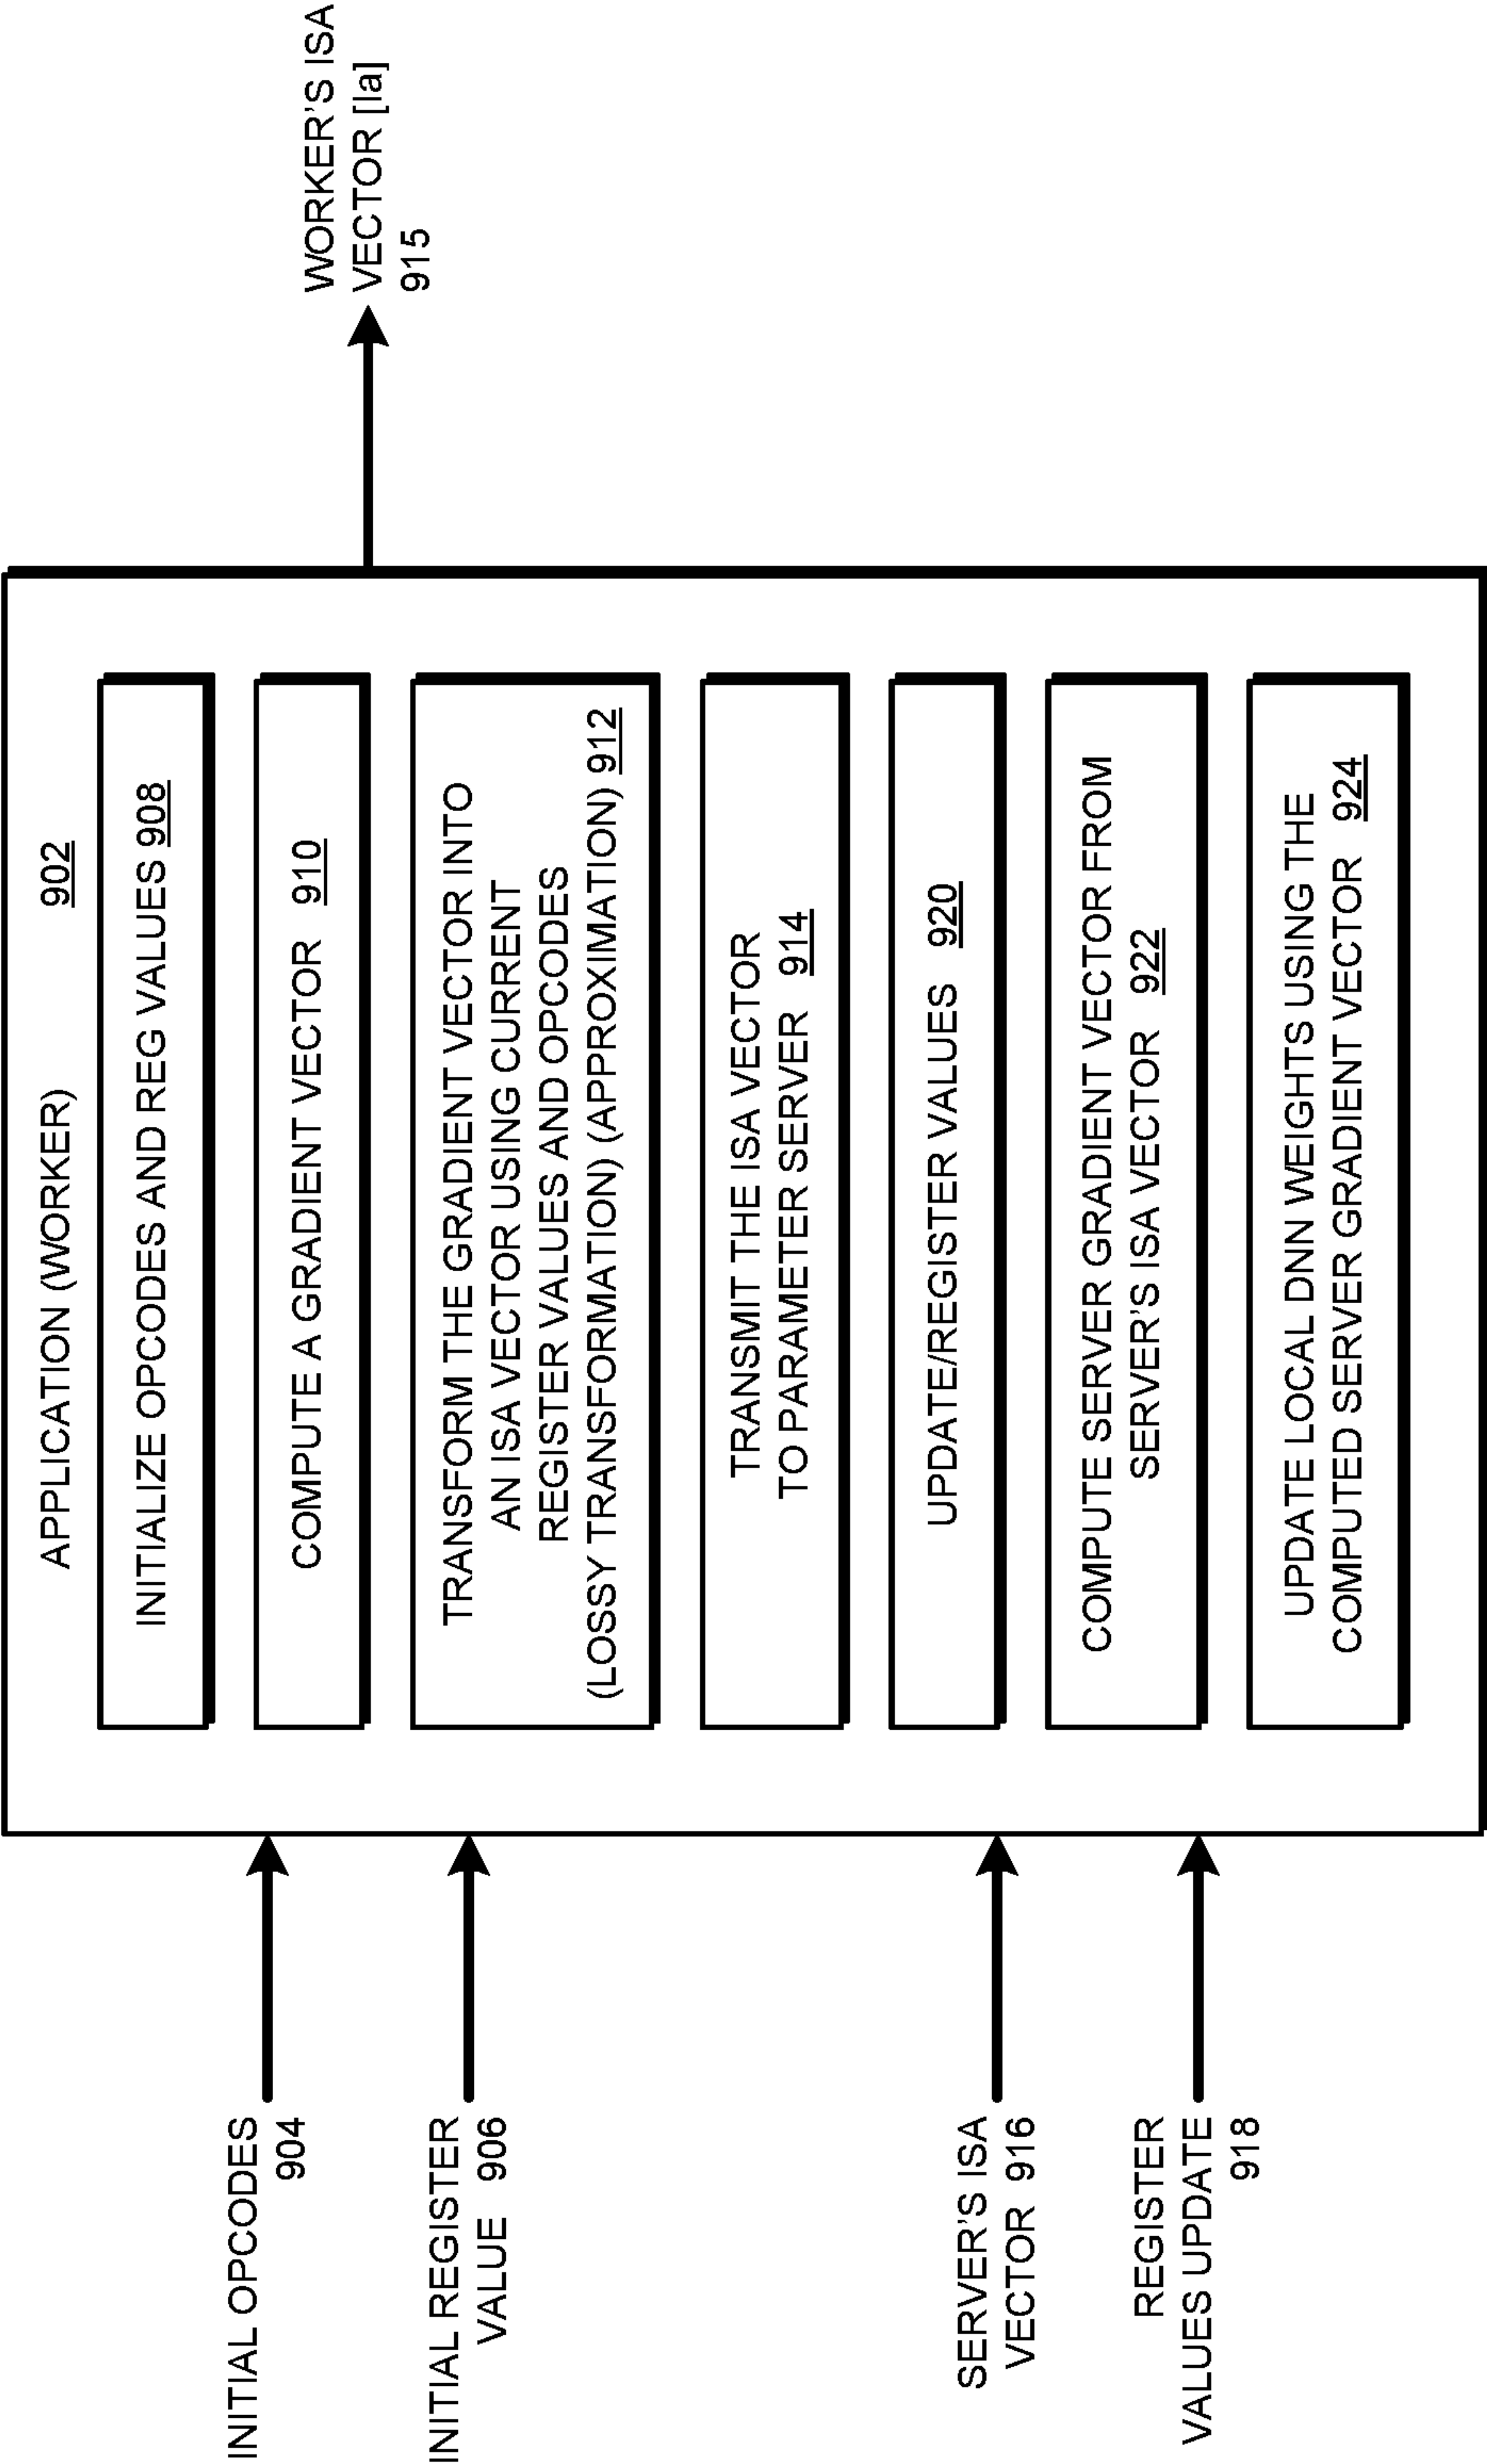 APPLICATION (WORKER) 902
INITIALIZE OPCODES AND REG VALUES 908
COMPUTE A GRADIENT VECTOR 910
TRANSFORM THE GRADIENT VECTOR INTO
AN ISA VECTOR USING CURRENT
REGISTER VALUES AND OPCODES
(LOSSY TRANSFORMATION) (APPROXIMATION) 912
TRANSMIT THE ISA VECTOR
TO PARAMETER SERVER 914
UPDATE/REGISTER VALUES 920
COMPUTE SERVER GRADIENT VECTOR FROM
SERVER'S ISA VECTOR 922
UPDATE LOCAL DNN WEIGHTS USING THE
COMPUTED SERVER GRADIENT VECTOR 924
INITIAL OPCODES
904
INITIAL REGISTER
VALUE 906
SERVER'S ISA
VECTOR 916
REGISTER
VALUES UPDATE
918
WORKER'S ISA
VECTOR [Ia]
915